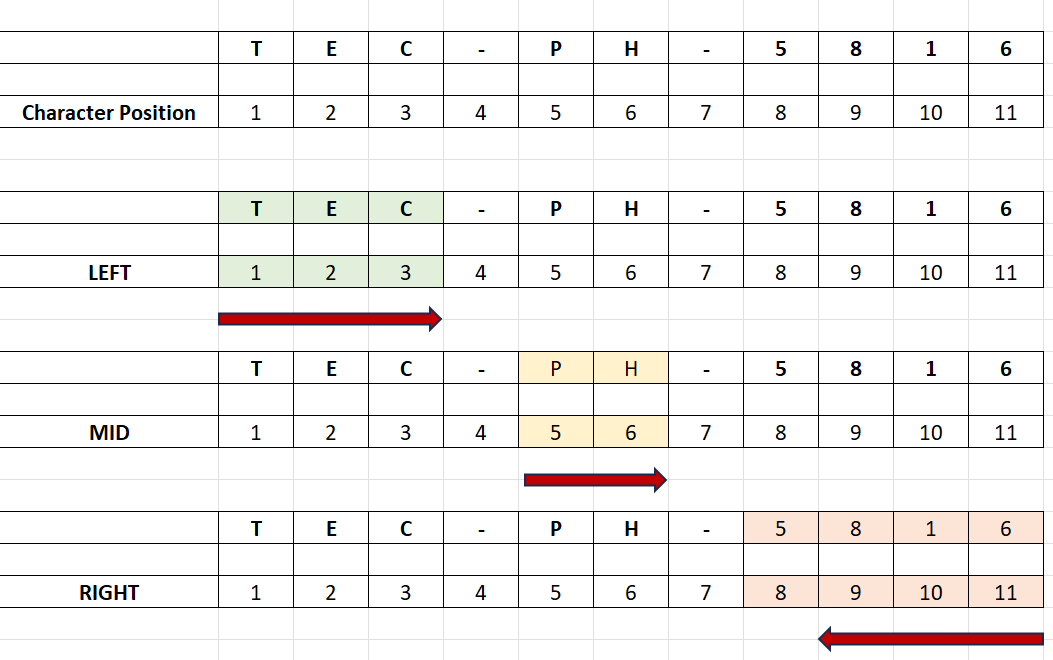 T E C - P H - 5 8 1 6
Character Position 1 2 3 4 5 6 7 8 9 10 11
T E C - P H - 5 8 1 6
LEFT 1 2 3 4 5 6 7 8 9 10 11
T E C - P H - 5 8 1 6
MID 1 2 3 4 5 6 7 8 9 10 11
T E C - P H - 5 8 1 6
RIGHT 1 2 3 4 5 6 7 8 9 10 11